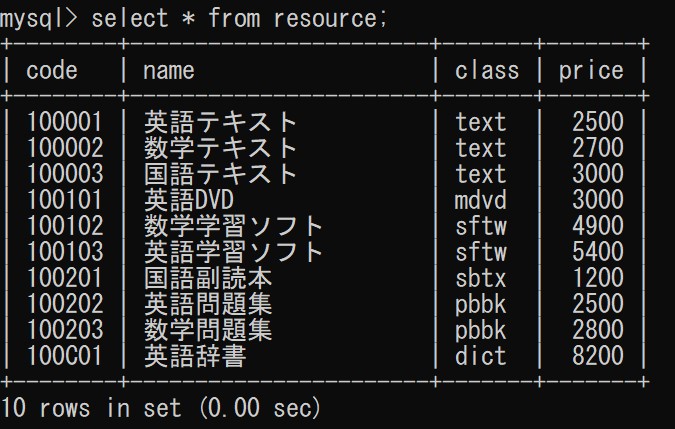 mysql> select * from resource;
+--------+------------------------+-------+-------+
| code   | name                   | class | price |
+--------+------------------------+-------+-------+
| 100001 | 英語テキスト           | text  |  2500 |
| 100002 | 数学テキスト           | text  |  2700 |
| 100003 | 国語テキスト           | text  |  3000 |
| 100101 | 英語DVD                | mdvd  |  3000 |
| 100102 | 数学学習ソフト         | sftw  |  4900 |
| 100103 | 英語学習ソフト         | sftw  |  5400 |
| 100201 | 国語副読本             | sbtx  |  1200 |
| 100202 | 英語問題集             | pbbk  |  2500 |
| 100203 | 数学問題集             | pbbk  |  2800 |
| 100C01 | 英語辞書               | dict  |  8200 |
+--------+------------------------+-------+-------+
10 rows in set (0.00 sec)